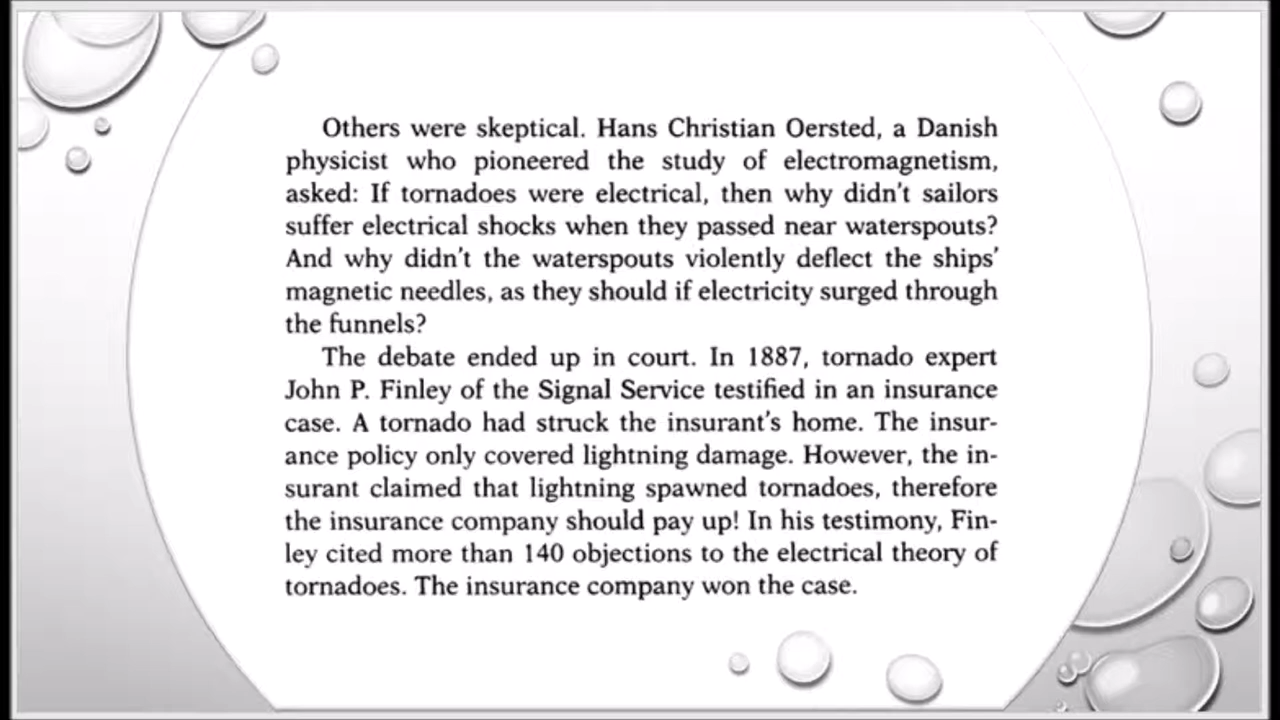 Others were skeptical. Hans Christian Oersted, a Danish
physicist who pioneered the study of electromagnetism,
asked: If tornadoes were electrical, then why didn't sailors
suffer electrical shocks when they passed near waterspouts?
And why didn't the waterspouts violently deflect the ships'
magnetic needles, as they should if electricity surged through
the funnels?
The debate ended up in court. In 1887, tornado expert
John P. Finley of the Signal Service testified in an insurance
case. A tornado had struck the insurant's home. The insur-
ance policy only covered lightning damage. However, the in-
surant claimed that lightning spawned tornadoes, therefore
the insurance company should pay up! In his testimony, Fin-
ley cited more than 140 objections to the electrical theory of
tornadoes. The insurance company won the case.